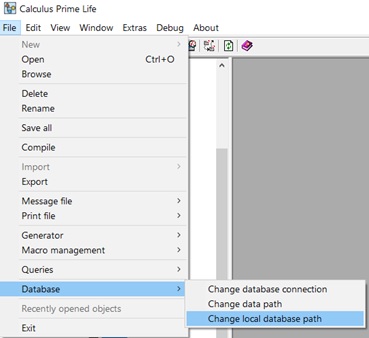 Calculus Prime Life
File Edit View Window Extras Debug About
New >
Open Ctrl+O
Browse
Delete
Rename
Save all
Compile
Import >
Export
Message file >
Print file >
Generator >
Macro management >
Queries >
Database >
Change database connection
Change data path
Change local database path
Recently opened objects
Exit